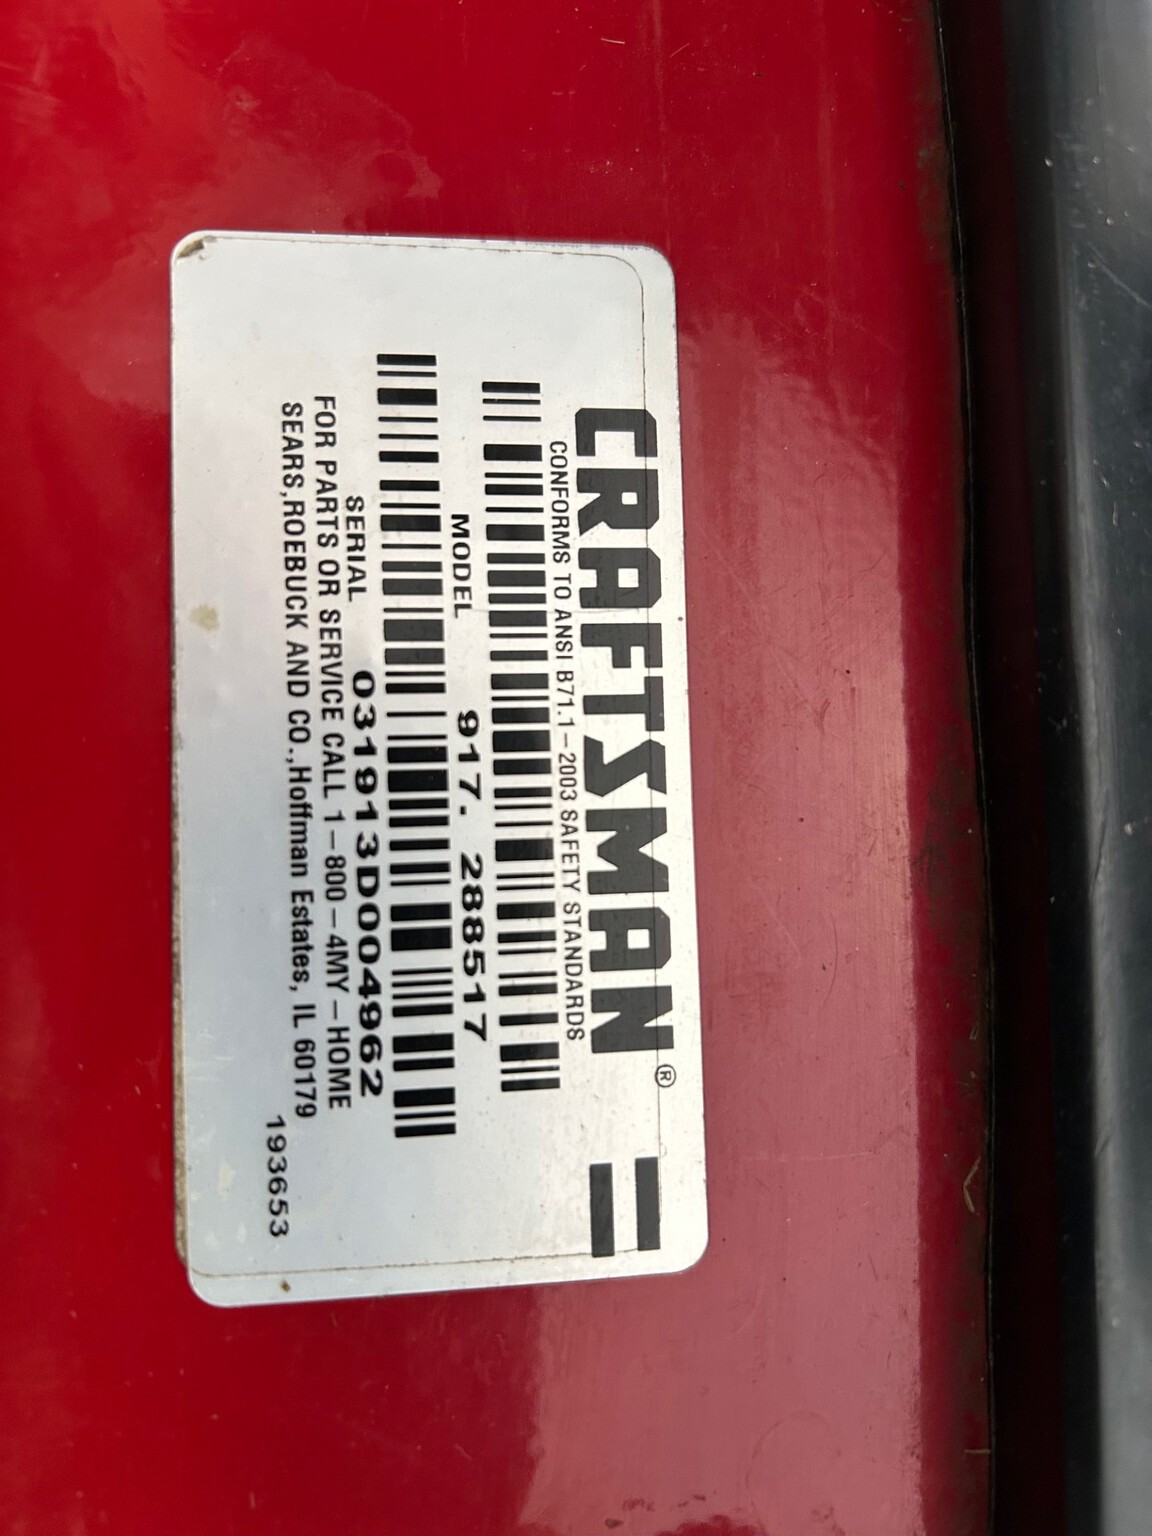 CRAFTSMAN®
CONFORMS TO ANSI-B71.1-2003 SAFETY STANDARDS
MODEL 917. 288517
SERIAL 031913D004962
FOR PARTS OR SERVICE CALL 1-800-4MY-HOME
SEARS,ROEBUCK AND CO.,Hoffman Estates, IL 60179
193653